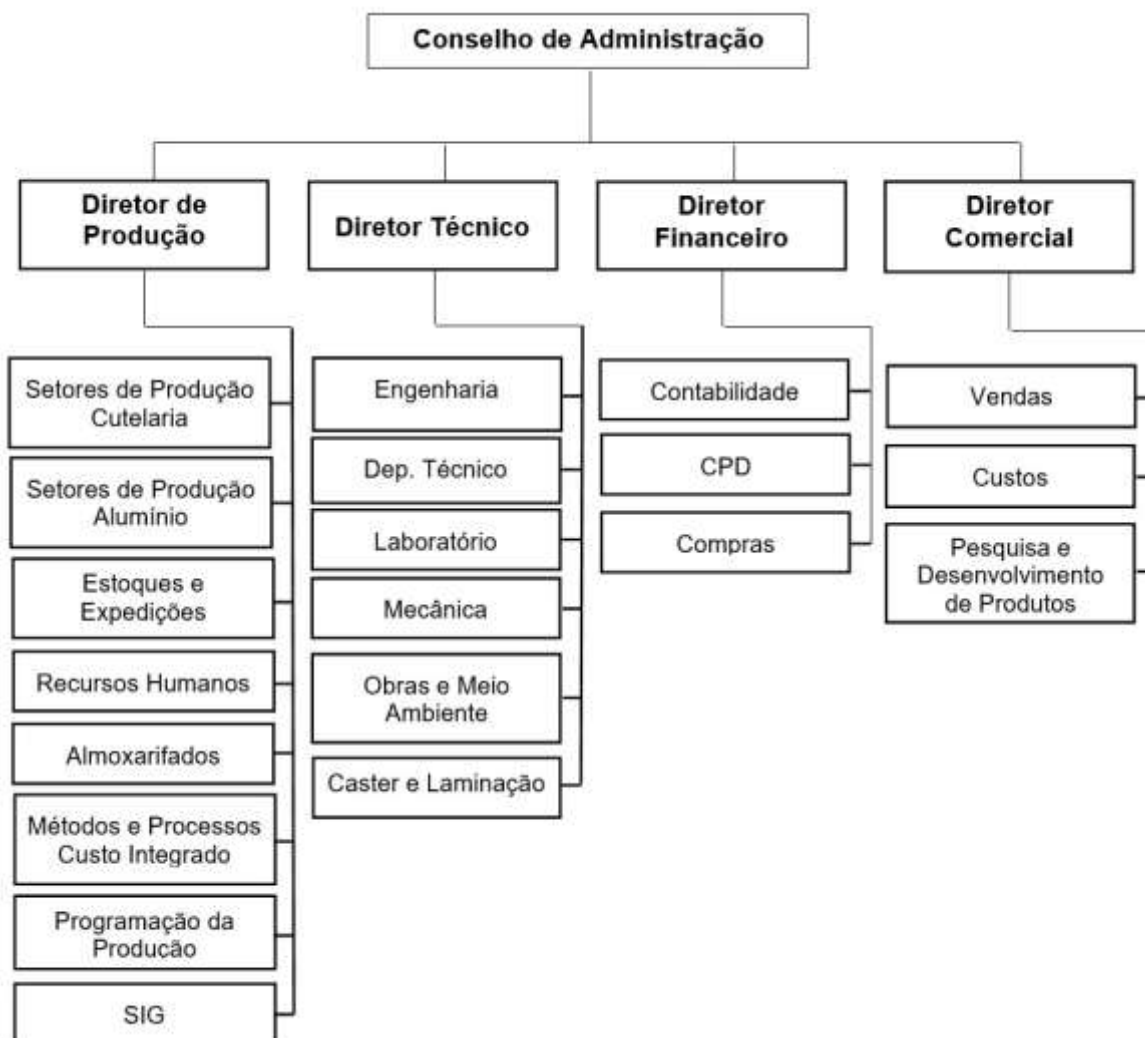 Conselho de Administração
Diretor de
Produção
Diretor Técnico
Diretor
Financeiro
Diretor
Comercial
Setores de Produção
Cutelaria
Setores de Produção
Alumínio
Estoques e
Expedições
Recursos Humanos
Almoxarifados
Métodos e Processos
Custo Integrado
Programação da
Producão
SIG
Engenharia
Dep. Técnico
Laboratório
Mecânica
Obras e Meio
Ambiente
Caster e Laminação
Contabilidade
CPD
Compras
Vendas
Custos
Pesquisa e
Desenvolvimento
de Produtos